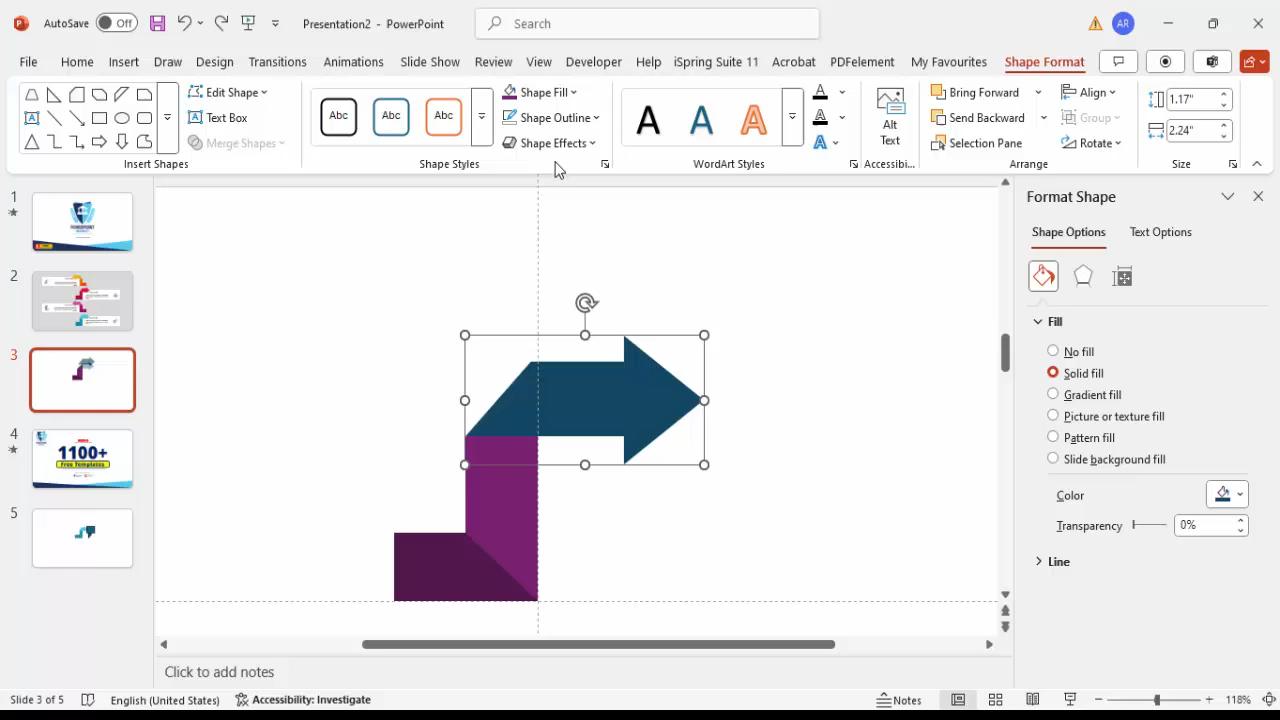 AutoSave Off Presentation2 - PowerPoint Search AR
File Home Insert Draw Design Transitions Animations Slide Show Review View Developer Help iSpring Suite 11 Acrobat PDFelement My Favourites Shape Format
Edit Shape
Text Box
Merge Shapes
Insert Shapes
Abc Abc Abc
Shape Fill
Shape Outline
Shape Effects
Shape Styles
A A A
WordArt Styles
Alt
Text
Accessibi...
Bring Forward
Send Backward
Selection Pane
Align
Group
Rotate
Arrange
1.17"
2.24"
Size
1
2
3
4
1100+
Free Templates
5
Format Shape
Shape Options Text Options
Fill
No fill
Solid fill
Gradient fill
Picture or texture fill
Pattern fill
Slide background fill
Color
Transparency 0%
Line
Click to add notes
Slide 3 of 5 English (United States) Accessibility: Investigate Notes 118%